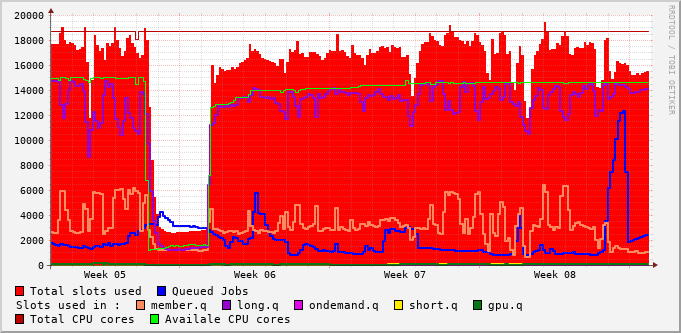 20000
18000
16000
14000
12000
10000
8000
6000
4000
2000
0
Week 05 Week 06 Week 07 Week 08
RRDTOOL / TOBI OETIKER
Total slots used Queued Jobs
Slots used in : member.q long.q ondemand.q short.q gpu.q
Total CPU cores Availale CPU cores